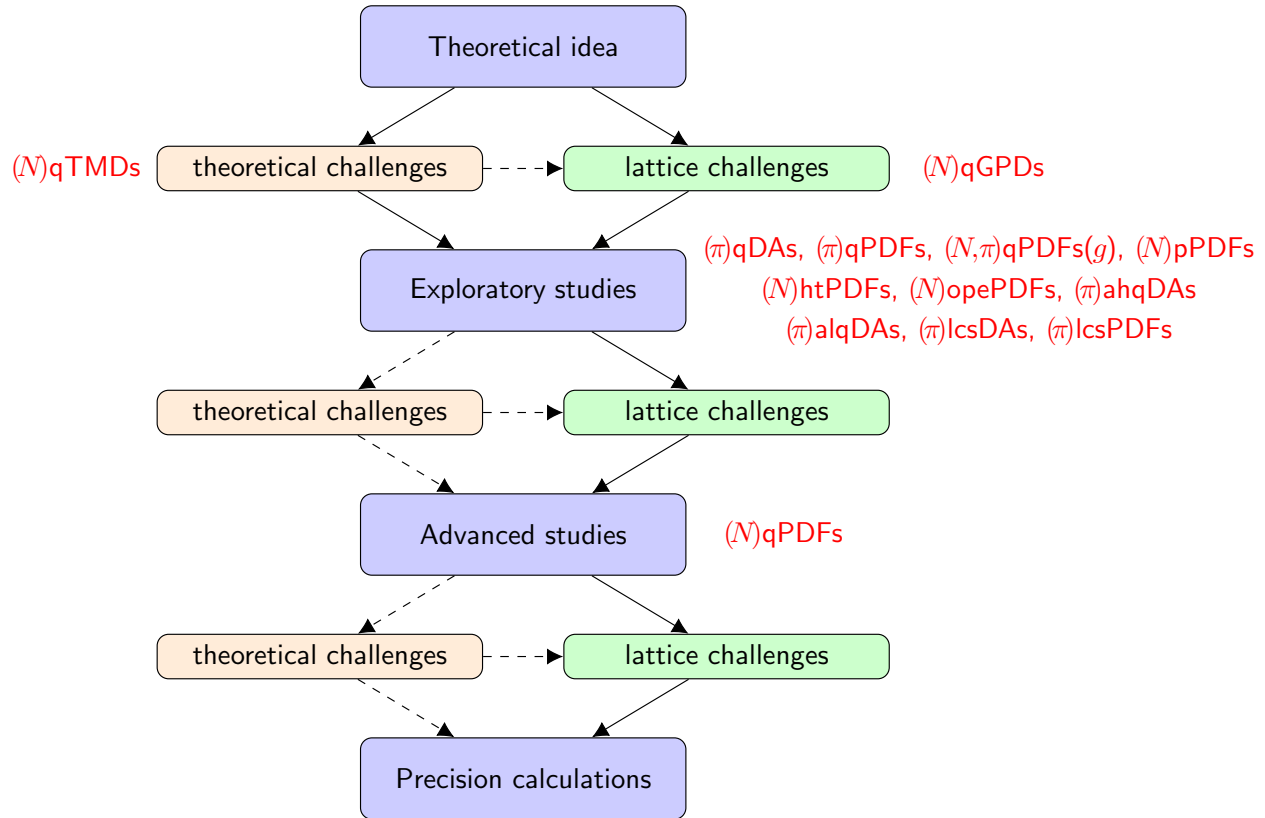 Theoretical idea
(N)qTMDs
theoretical challenges
lattice challenges
(N)qGPDs
Exploratory studies
(π)qDAs, (π)qPDFs, (N,π)qPDFs(g), (N)pPDFs
(N)htPDFs, (N)opePDFs, (π)ahqDAs
(π)alqDAs, (π)lcsDAs, (π)lcsPDFs
theoretical challenges
lattice challenges
Advanced studies
(N)qPDFs
theoretical challenges
lattice challenges
Precision calculations